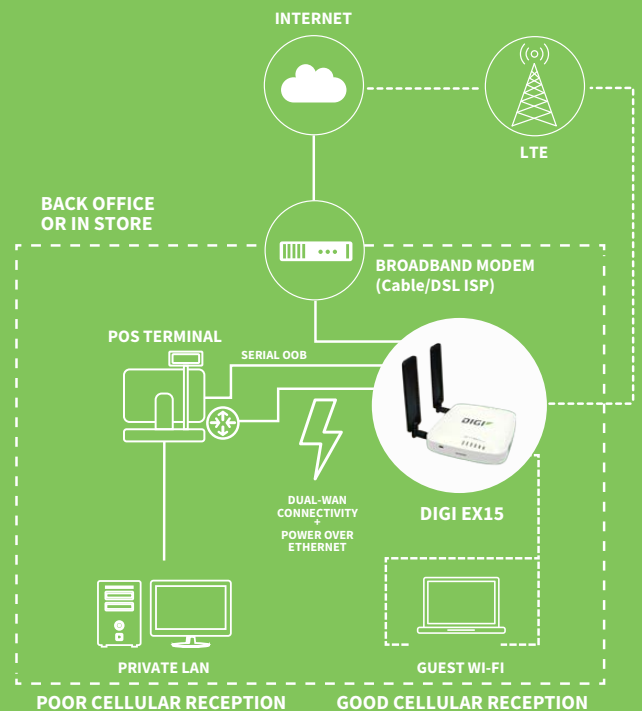 INTERNET
LTE
BACK OFFICE
OR IN STORE
BROADBAND MODEM
(Cable/DSL ISP)
POS TERMINAL
SERIAL OOB
DIGI
DUAL-WAN
CONNECTIVITY
+
POWER OVER
ETHERNET
DIGI EX15
PRIVATE LAN
GUEST WI-FI
POOR CELLULAR RECEPTION
GOOD CELLULAR RECEPTION